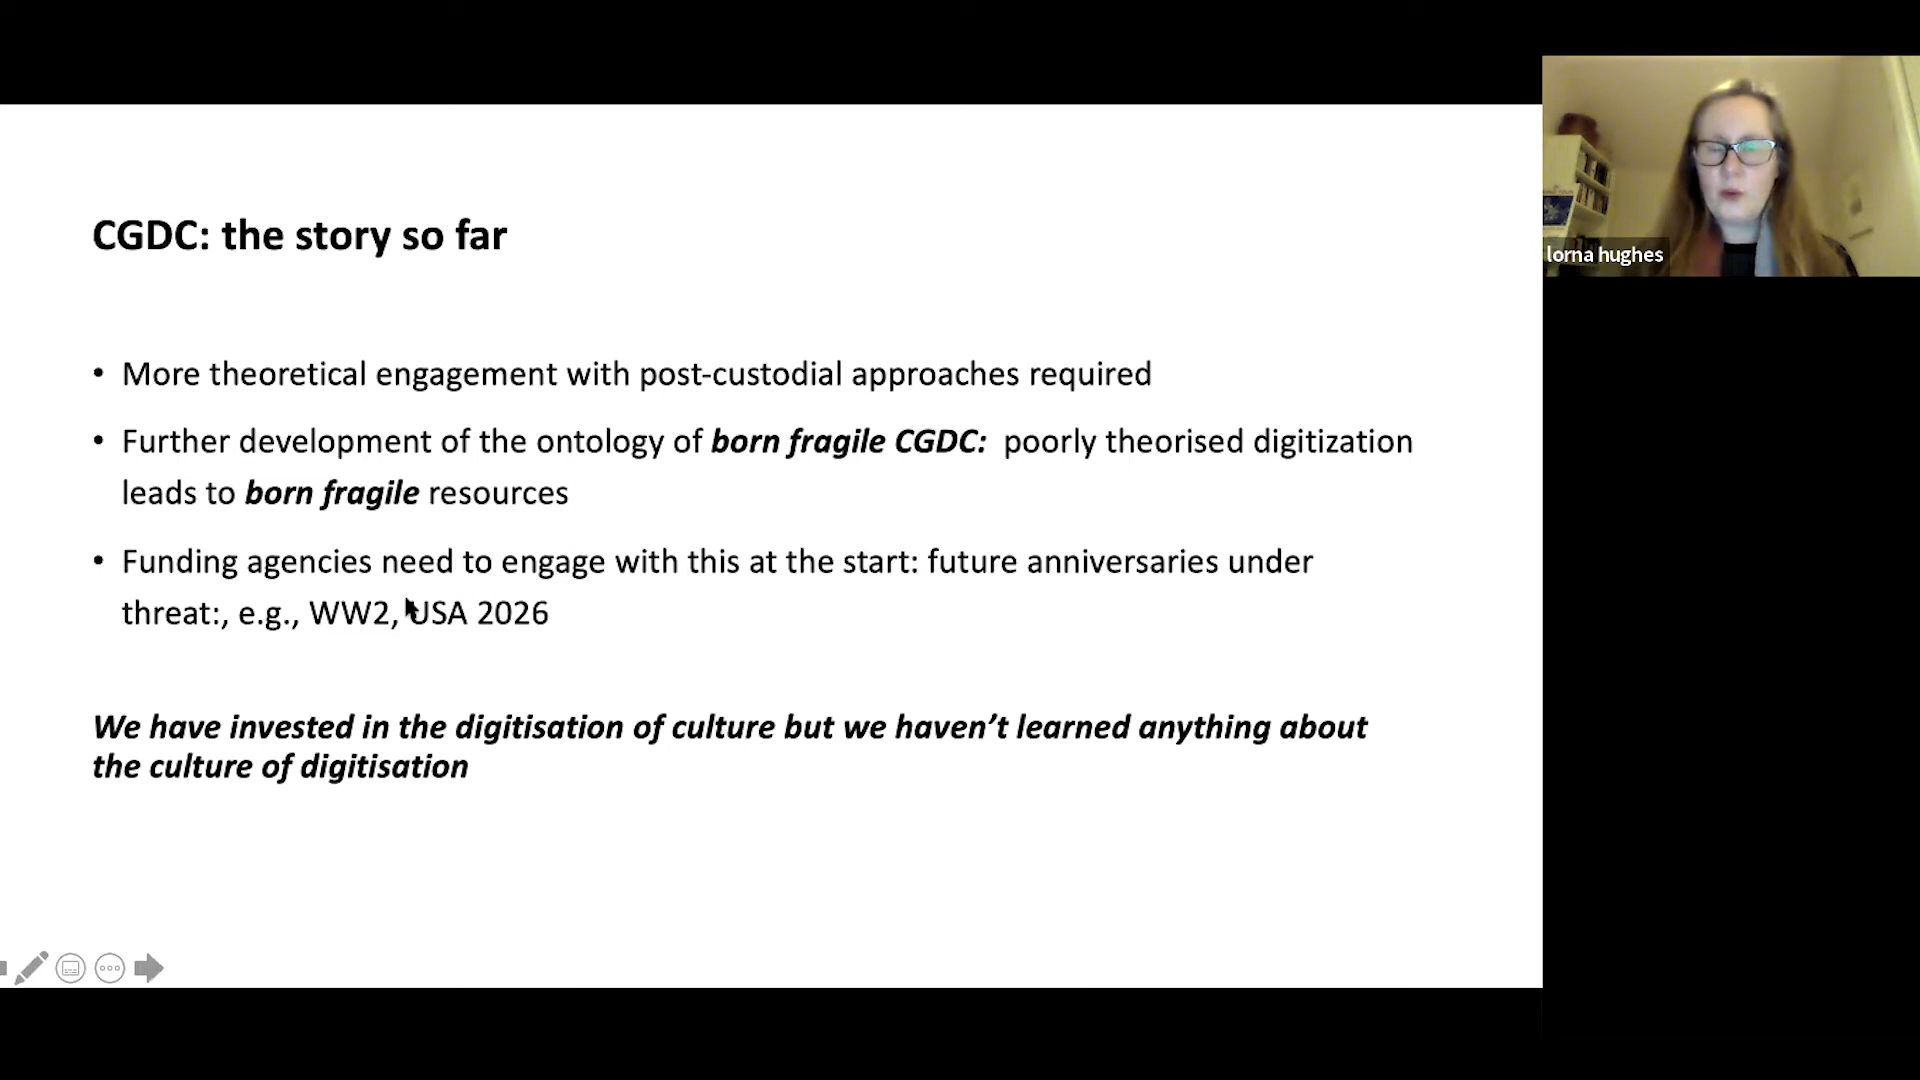 CGDC: the story so far
• More theoretical engagement with post-custodial approaches required
• Further development of the ontology of born fragile CGDC: poorly theorised digitization
leads to born fragile resources
• Funding agencies need to engage with this at the start: future anniversaries under
threat:, e.g., WW2, USA 2026
We have invested in the digitisation of culture but we haven’t learned anything about
the culture of digitisation
lorna hughes